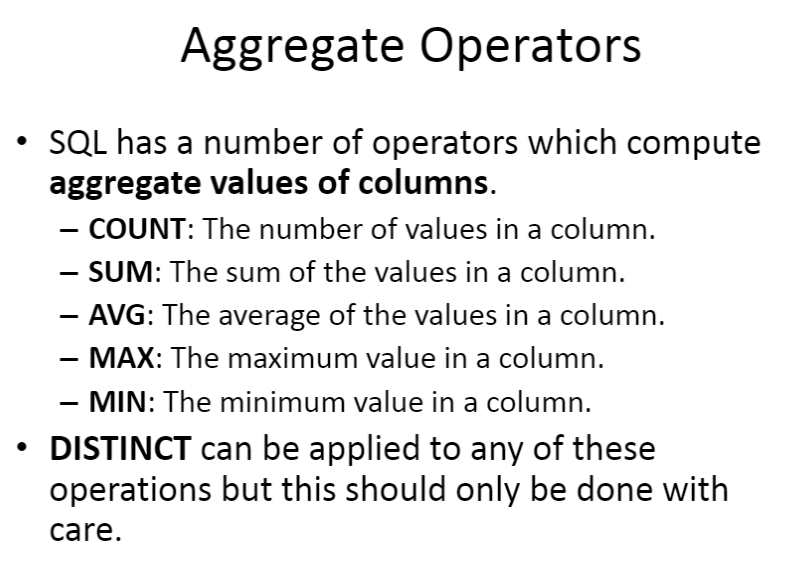 Aggregate Operators
• SQL has a number of operators which compute
aggregate values of columns.
– COUNT: The number of values in a column.
– SUM: The sum of the values in a column.
– AVG: The average of the values in a column.
– MAX: The maximum value in a column.
– MIN: The minimum value in a column.
• DISTINCT can be applied to any of these
operations but this should only be done with
care.